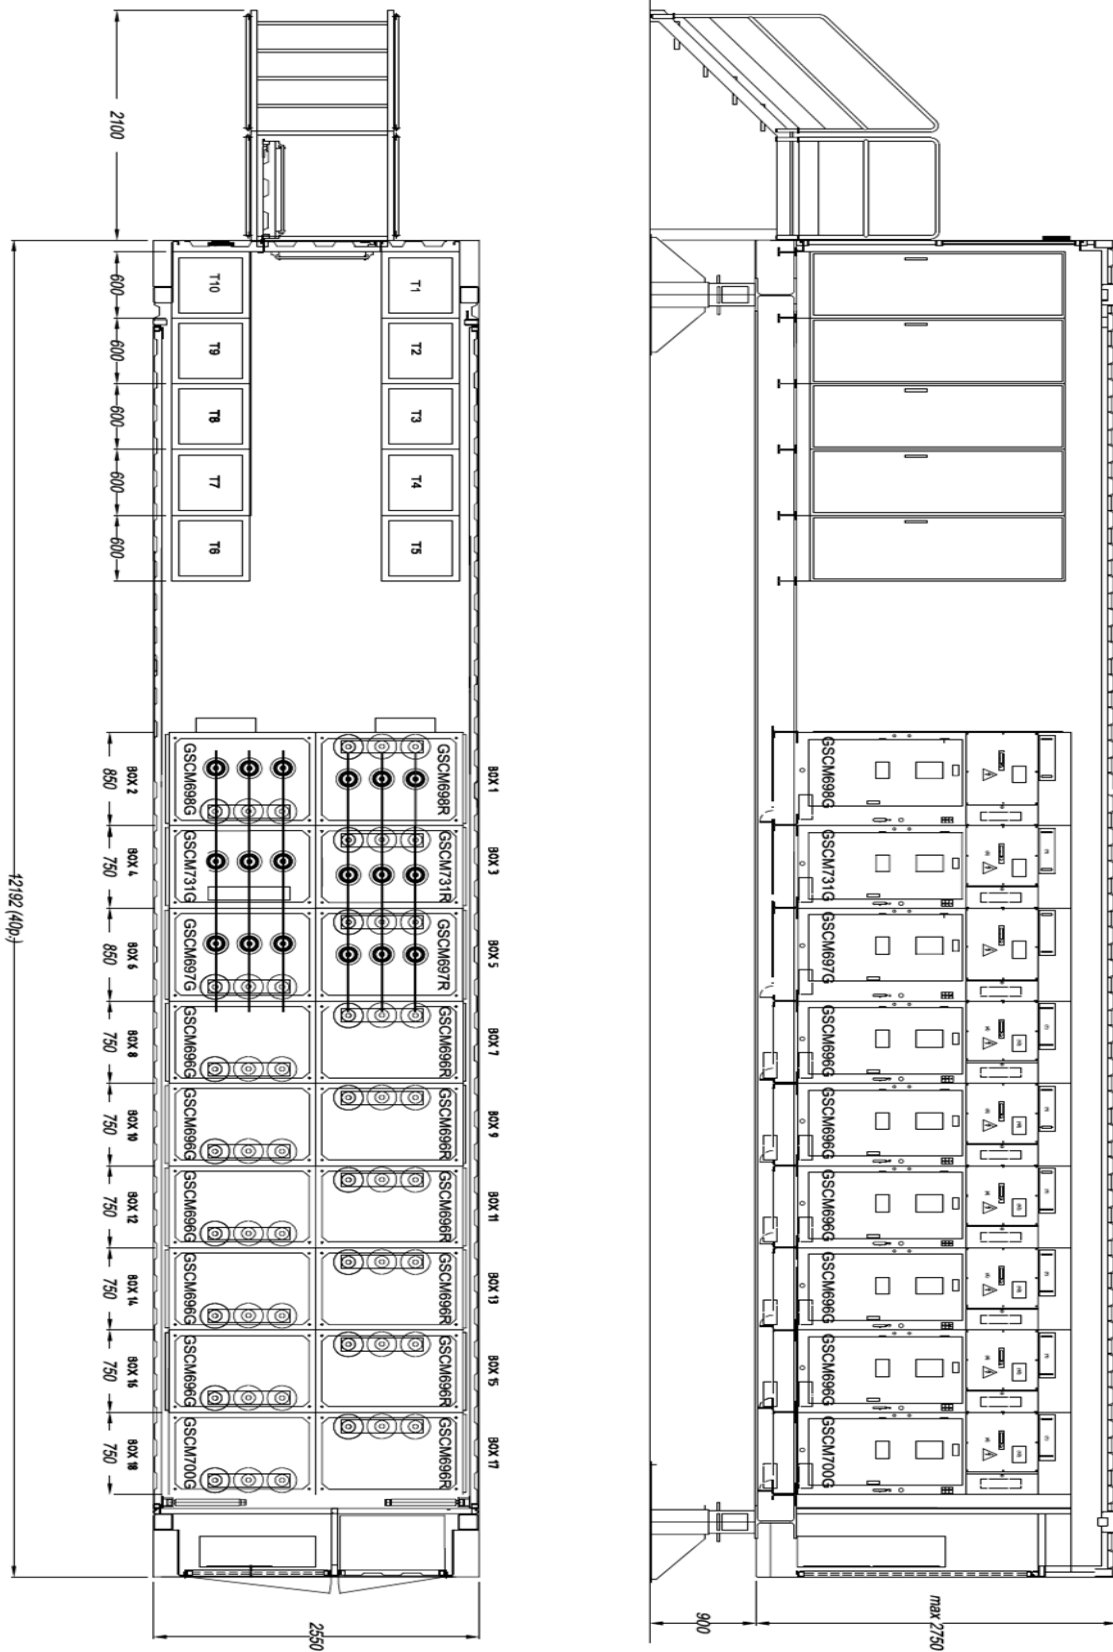 2100
12192 (40p.)
600
600
600
600
600
T10
T9
T8
T7
T6
T1
T2
T3
T4
T5
BOX 2
850
BOX 4
750
BOX 6
850
BOX 8
750
BOX 10
750
BOX 12
750
BOX 14
750
BOX 16
750
BOX 18
750
GSCM698G
GSCM731G
GSCM697G
GSCM696G
GSCM696G
GSCM696G
GSCM696G
GSCM696G
GSCM700G
GSCM698R
GSCM731R
GSCM697R
GSCM696R
GSCM696R
GSCM696R
GSCM696R
GSCM696R
BOX 1
BOX 3
BOX 5
BOX 7
BOX 9
BOX 11
BOX 13
BOX 15
BOX 17
2550
GSCM698G
GSCM731G
GSCM697G
GSCM696G
GSCM696G
GSCM696G
GSCM696G
GSCM696G
GSCM700G
900
max 2750